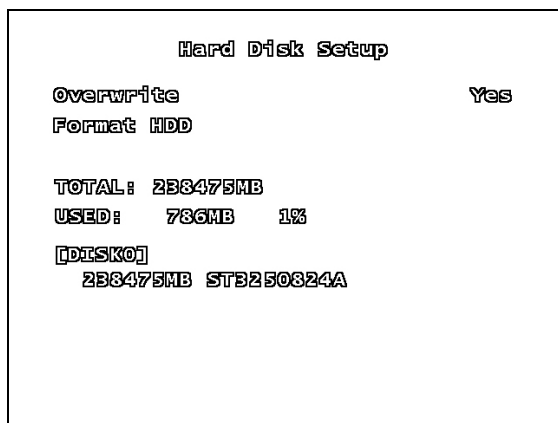 Hard Disk Setup
Overwrite Yes
Format HDD
TOTAL: 238475MB
USED: 786MB 1%
[DISK0]
238475MB ST3250824A